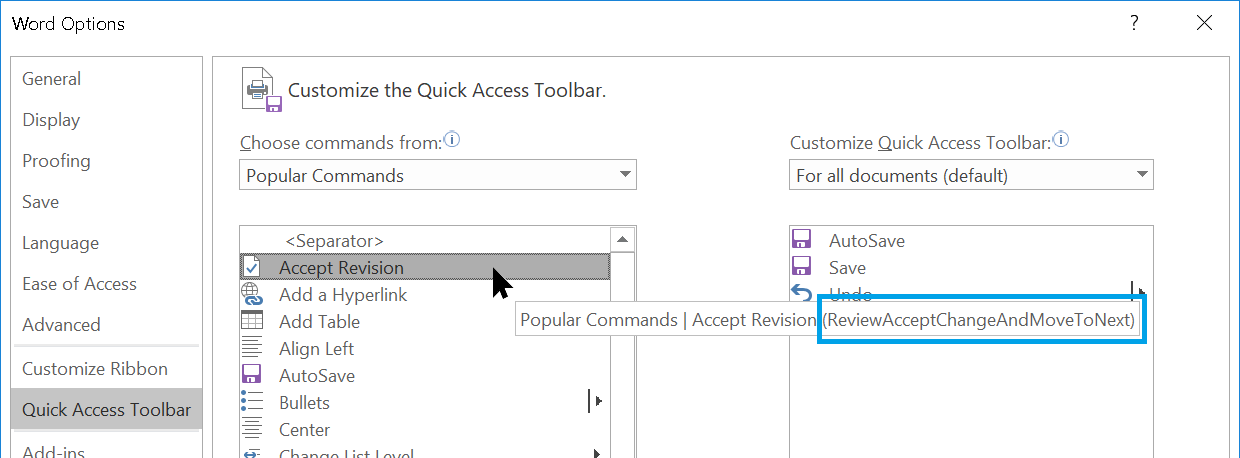 Word Options
?
General
Display
Proofing
Save
Language
Ease of Access
Advanced
Customize Ribbon
Quick Access Toolbar
Add-ins
Customize the Quick Access Toolbar.
Choose commands from:
Popular Commands
<Separator>
Accept Revision
Add a Hyperlink
Add Table
Align Left
AutoSave
Bullets
Center
Change List Level
Customize Quick Access Toolbar:
For all documents (default)
AutoSave
Save
Undo
Popular Commands | Accept Revision (ReviewAcceptChangeAndMoveToNext)